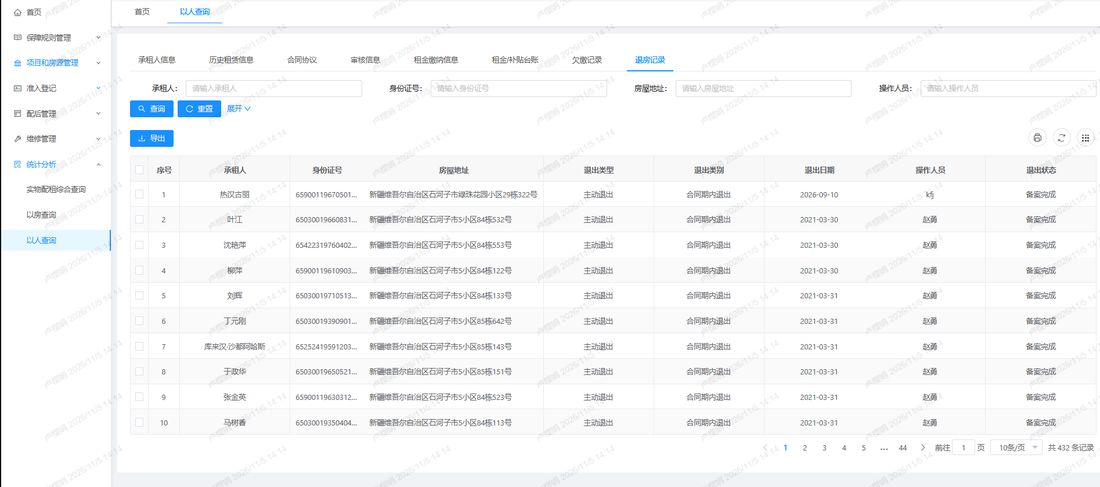 首页
保障规则管理
项目和房源管理
准入登记
配后管理
维修管理
统计分析
实物配租综合查询
以房查询
以人查询
首页 以人查询
承租人信息 历史租赁信息 合同协议 审核信息 租金缴纳信息 租金/补贴台账 欠缴记录 退房记录
承租人: 请输入承租人 身份证号: 请输入身份证号 房屋地址: 请输入房屋地址 操作人员: 请输入操作人员
查询 重置 展开
导出
序号 承租人 身份证号 房屋地址 退出类型 退出类别 退出日期 操作人员 退出状态
1 热汉古丽 65900119670501... 新疆维吾尔自治区石河子市绿珠花园小区29栋322号 主动退出 合同期内退出 2026-09-10 kfj 备案完成
2 叶江 65030019660831... 新疆维吾尔自治区石河子市5小区84栋532号 主动退出 合同期内退出 2021-03-30 赵勇 备案完成
3 沈艳萍 65422319760402... 新疆维吾尔自治区石河子市5小区84栋553号 主动退出 合同期内退出 2021-03-30 赵勇 备案完成
4 柳萍 65900119610903... 新疆维吾尔自治区石河子市5小区84栋122号 主动退出 合同期内退出 2021-03-30 赵勇 备案完成
5 刘辉 65030019710513... 新疆维吾尔自治区石河子市5小区84栋133号 主动退出 合同期内退出 2021-03-31 赵勇 备案完成
6 丁元刚 65030019390901... 新疆维吾尔自治区石河子市5小区85栋642号 主动退出 合同期内退出 2021-03-31 赵勇 备案完成
7 库来汉·沙都阿哈斯 65252419591203... 新疆维吾尔自治区石河子市5小区85栋143号 主动退出 合同期内退出 2021-03-31 赵勇 备案完成
8 于政华 65030019650521... 新疆维吾尔自治区石河子市5小区85栋151号 主动退出 合同期内退出 2021-03-31 赵勇 备案完成
9 张金英 65900119630312... 新疆维吾尔自治区石河子市5小区84栋523号 主动退出 合同期内退出 2021-03-31 赵勇 备案完成
10 马树香 65030019350404... 新疆维吾尔自治区石河子市5小区84栋113号 主动退出 合同期内退出 2021-03-31 赵勇 备案完成
1 2 3 4 5 ... 44 前往 1 页 10条/页 共 432 条记录